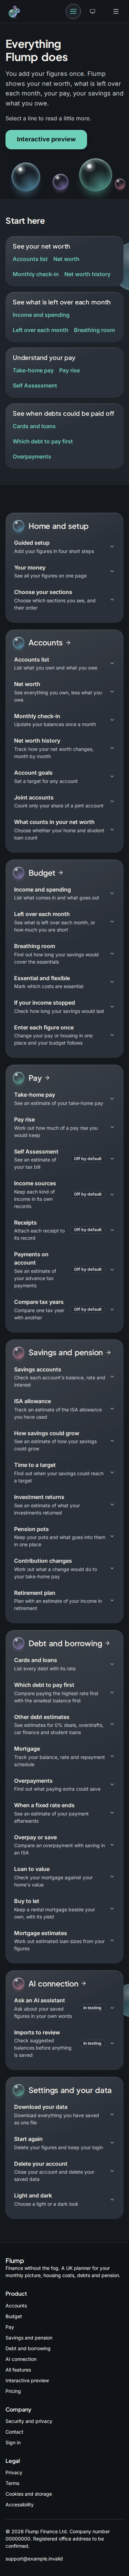 Everything
Flump does
You add your figures once. Flump
shows your net worth, what is left over
each month, your pay, your savings and
what you owe.
Select a line to read a little more.
Interactive preview
Start here
See your net worth
Accounts list Net worth
Monthly check-in Net worth history
See what is left over each month
Income and spending
Left over each month Breathing room
Understand your pay
Take-home pay Pay rise
Self Assessment
See when debts could be paid off
Cards and loans
Which debt to pay first
Overpayments
Home and setup
Guided setup
Add your figures in four short steps
Your money
See all your figures on one page
Choose your sections
Choose which sections you see, and
their order
Accounts →
Accounts list
List what you own and what you owe
Net worth
See everything you own, less what you
owe
Monthly check-in
Update your balances once a month
Net worth history
Track how your net worth changes,
month by month
Account goals
Set a target for any account
Joint accounts
Count only your share of a joint account
What counts in your net worth
Choose whether your home and student
loan count
Budget →
Income and spending
List what comes in and what goes out
Left over each month
See what is left over each month, or
how much you are short
Breathing room
Find out how long your savings would
cover the essentials
Essential and flexible
Mark which costs are essential
If your income stopped
Check how long your savings would last
Enter each figure once
Change your pay or housing in one
place and your budget follows
Pay →
Take-home pay
See an estimate of your take-home pay
Pay rise
Work out how much of a pay rise you
would keep
Self Assessment
See an estimate of
your tax bill
Off by default
Income sources
Keep each kind of
income in its own
records
Off by default
Receipts
Attach each receipt to
its record
Off by default
Payments on
account
See an estimate of
your advance tax
payments
Off by default
Compare tax years
Compare one tax year
with another
Off by default
Savings and pension →
Savings accounts
Check each account's balance, rate and
interest
ISA allowance
Track an estimate of the ISA allowance
you have used
How savings could grow
See an estimate of how your savings
could grow
Time to a target
Find out when your savings could reach
a target
Investment returns
See an estimate of what your
investments returned
Pension pots
Keep your pots and what goes into them
in one place
Contribution changes
Work out what a change would do to
your take-home pay
Retirement plan
Plan with an estimate of your income in
retirement
Debt and borrowing →
Cards and loans
List every debt with its rate
Which debt to pay first
Compare paying the highest rate first
with the smallest balance first
Other debt estimates
See estimates for 0% deals, overdrafts,
car finance and student loans
Mortgage
Track your balance, rate and repayment
schedule
Overpayments
Find out what paying extra could save
When a fixed rate ends
See an estimate of your payment
afterwards
Overpay or save
Compare an overpayment with saving in
an ISA
Loan to value
Check your mortgage against your
home's value
Buy to let
Keep a rental mortgage beside your
own, with its yield
Mortgage estimates
Work out estimated loan sizes from your
figures
AI connection →
Ask an AI assistant
Ask about your saved
figures in your own words
In testing
Imports to review
Check suggested
balances before anything
is saved
In testing
Settings and your data
Download your data
Download everything you have saved
as one file
Start again
Delete your figures and keep your login
Delete your account
Close your account and delete your
saved data
Light and dark
Choose a light or a dark look
Flump
Finance without the fog. A UK planner for your
monthly picture, housing costs, debts and pension.
Product
Accounts
Budget
Pay
Savings and pension
Debt and borrowing
AI connection
All features
Interactive preview
Pricing
Company
Security and privacy
Contact
Sign in
Legal
Privacy
Terms
Cookies and storage
Accessibility
© 2026 Flump Finance Ltd. Company number
00000000. Registered office address to be
confirmed.
support@example.invalid